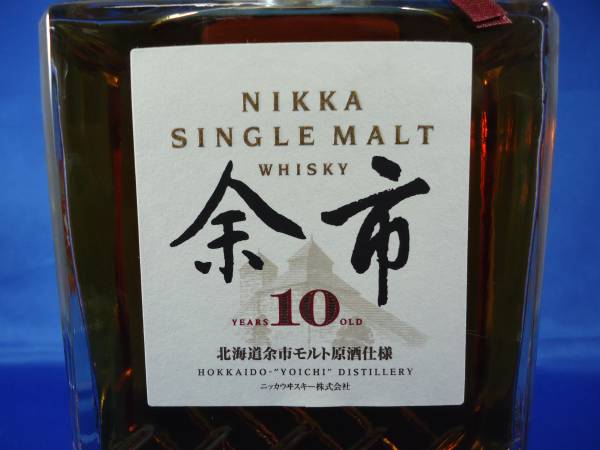 NIKKA
SINGLE MALT
WHISKY
余市
YEARS 10 OLD
北海道余市モルト原酒仕様
HOKKAIDO-"YOICHI" DISTILLERY
ニッカウヰスキー株式会社